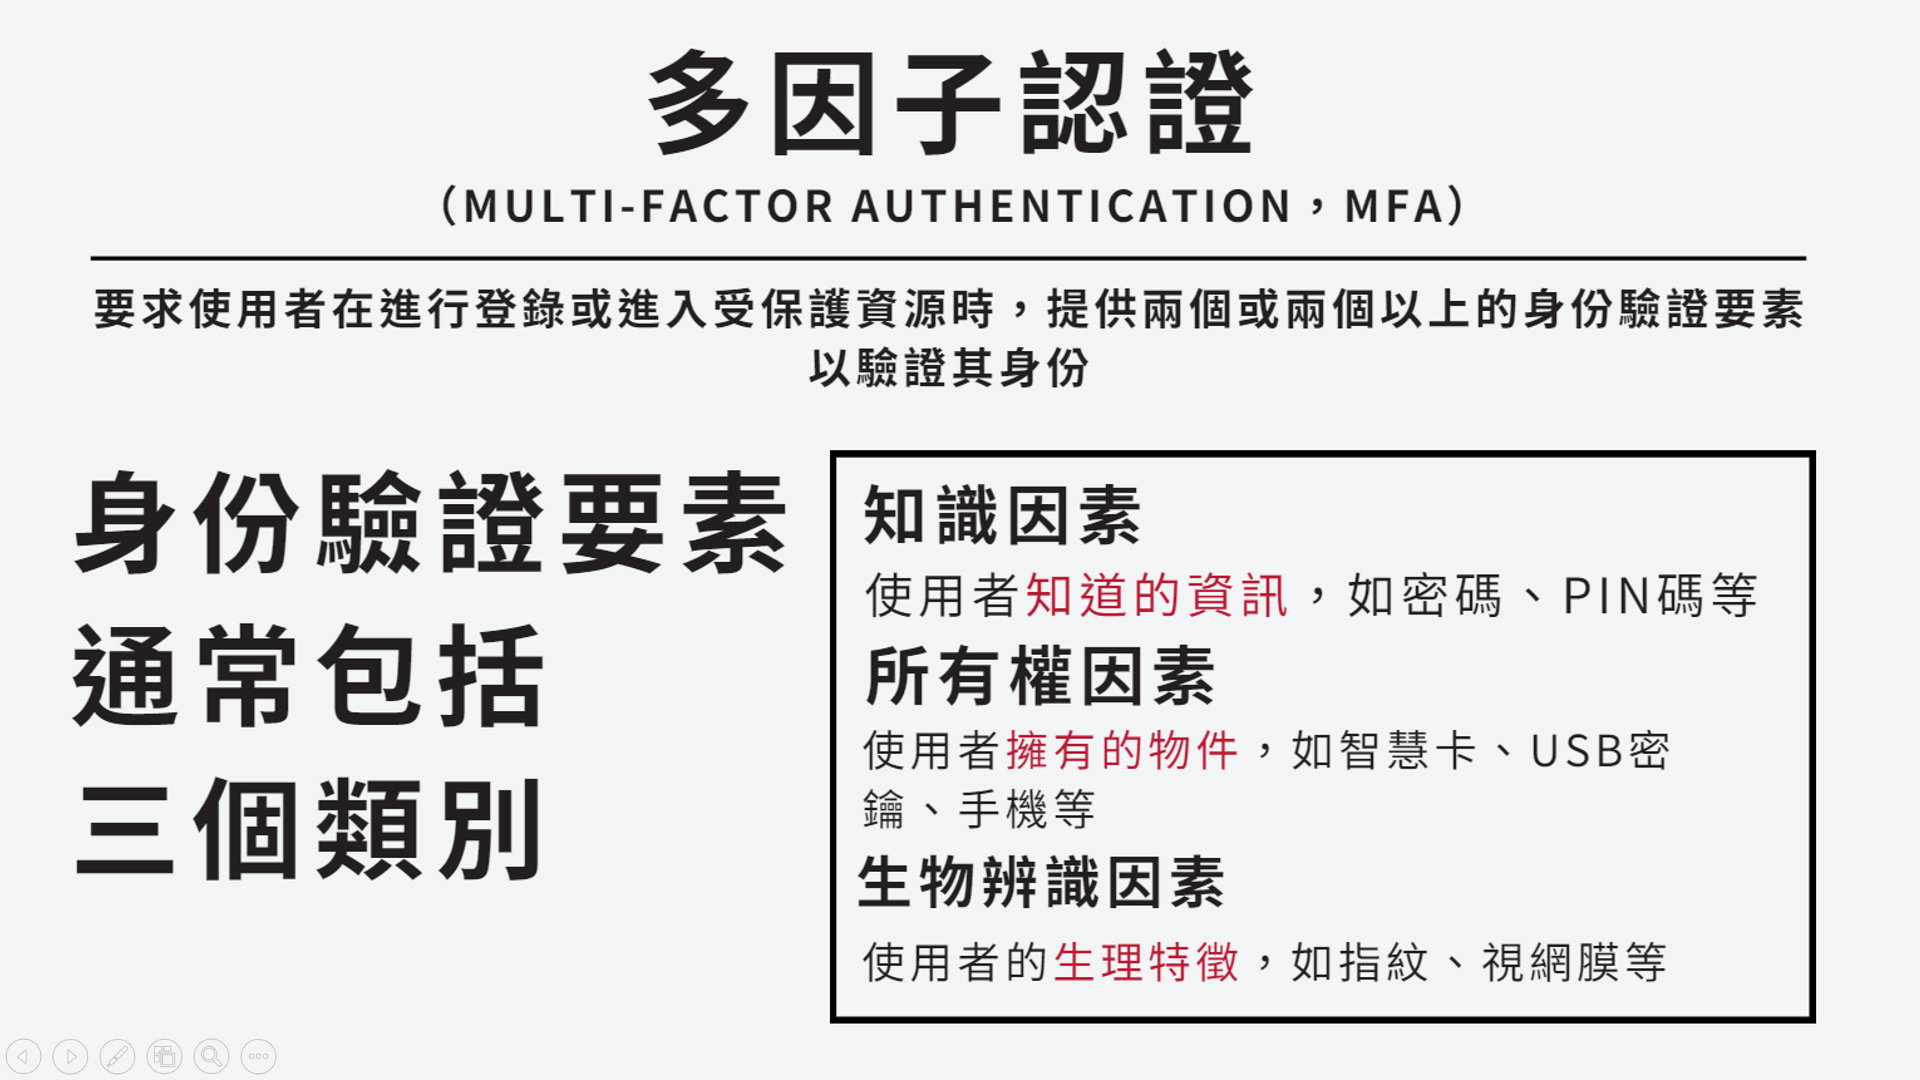 多因子認證
（MULTI-FACTOR AUTHENTICATION，MFA）
要求使用者在進行登錄或進入受保護資源時，提供兩個或兩個以上的身份驗證要素
以驗證其身份
身份驗證要素
通常包括
三個類別
知識因素
使用者知道的資訊，如密碼、PIN碼等
所有權因素
使用者擁有的物件，如智慧卡、USB密
鑰、手機等
生物辨識因素
使用者的生理特徵，如指紋、視網膜等